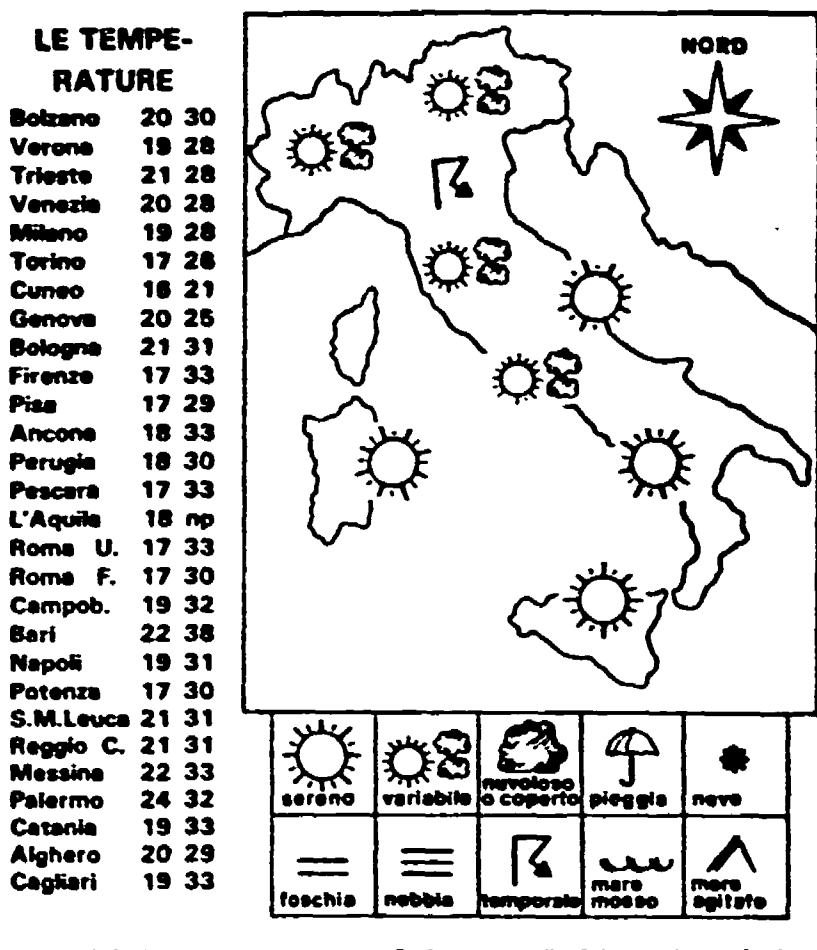 LE TEMPE-
RATURE
Bolzano 20 30
Verona 19 28
Trieste 21 28
Venezia 20 28
Milano 19 28
Torino 17 26
Cuneo 16 21
Genova 20 25
Bologna 21 31
Firenze 17 33
Pisa 17 29
Ancona 18 33
Perugia 18 30
Pescara 17 33
L'Aquila 18 np
Roma U. 17 33
Roma F. 17 30
Campob. 19 32
Bari 22 38
Napoli 19 31
Potenza 17 30
S.M.Leuca 21 31
Reggio C. 21 31
Messina 22 33
Palermo 24 32
Catania 19 33
Alghero 20 29
Cagliari 19 33
NORD
sereno
variabile
nuvoloso
o coperto
pioggia
neve
foschia
nebbia
temporale
mare
mosso
mare
agitato